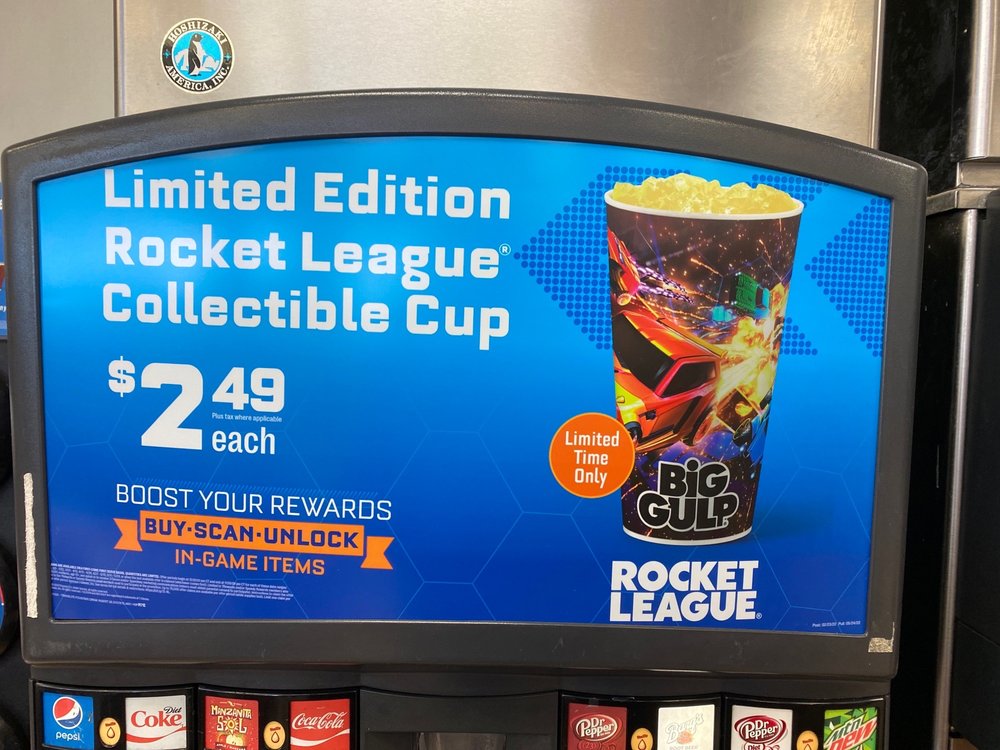 HOSHIZAKI
AMERICA, INC.
Limited Edition
Rocket League®
Collectible Cup
$2 49
Plus tax where applicable
each
Limited
Time
Only
BiG
GULP
BOOST YOUR REWARDS
BUY-SCAN-UNLOCK
IN-GAME ITEMS
ROCKET
LEAGUE®
pepsi
Diet
Coke
MANZANITA
SOL
Coca-Cola
Dr
Pepper
Barq's
Dr
Pepper
Diet
mtn
DEW